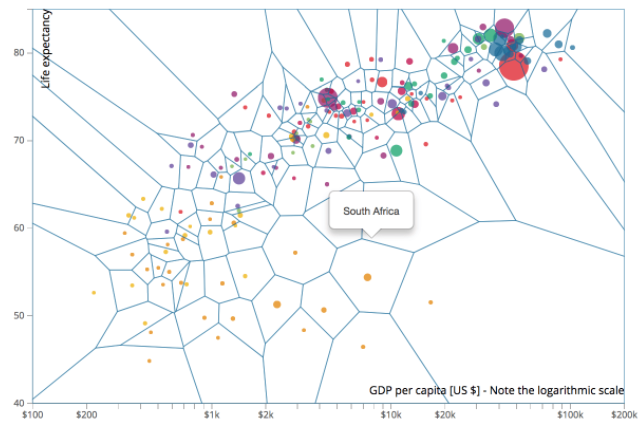 Life expectancy
80
70
60
50
40
South Africa
GDP per capita [US $] - Note the logarithmic scale
$100 $200 $1k $2k $10k $20k $100k $200k